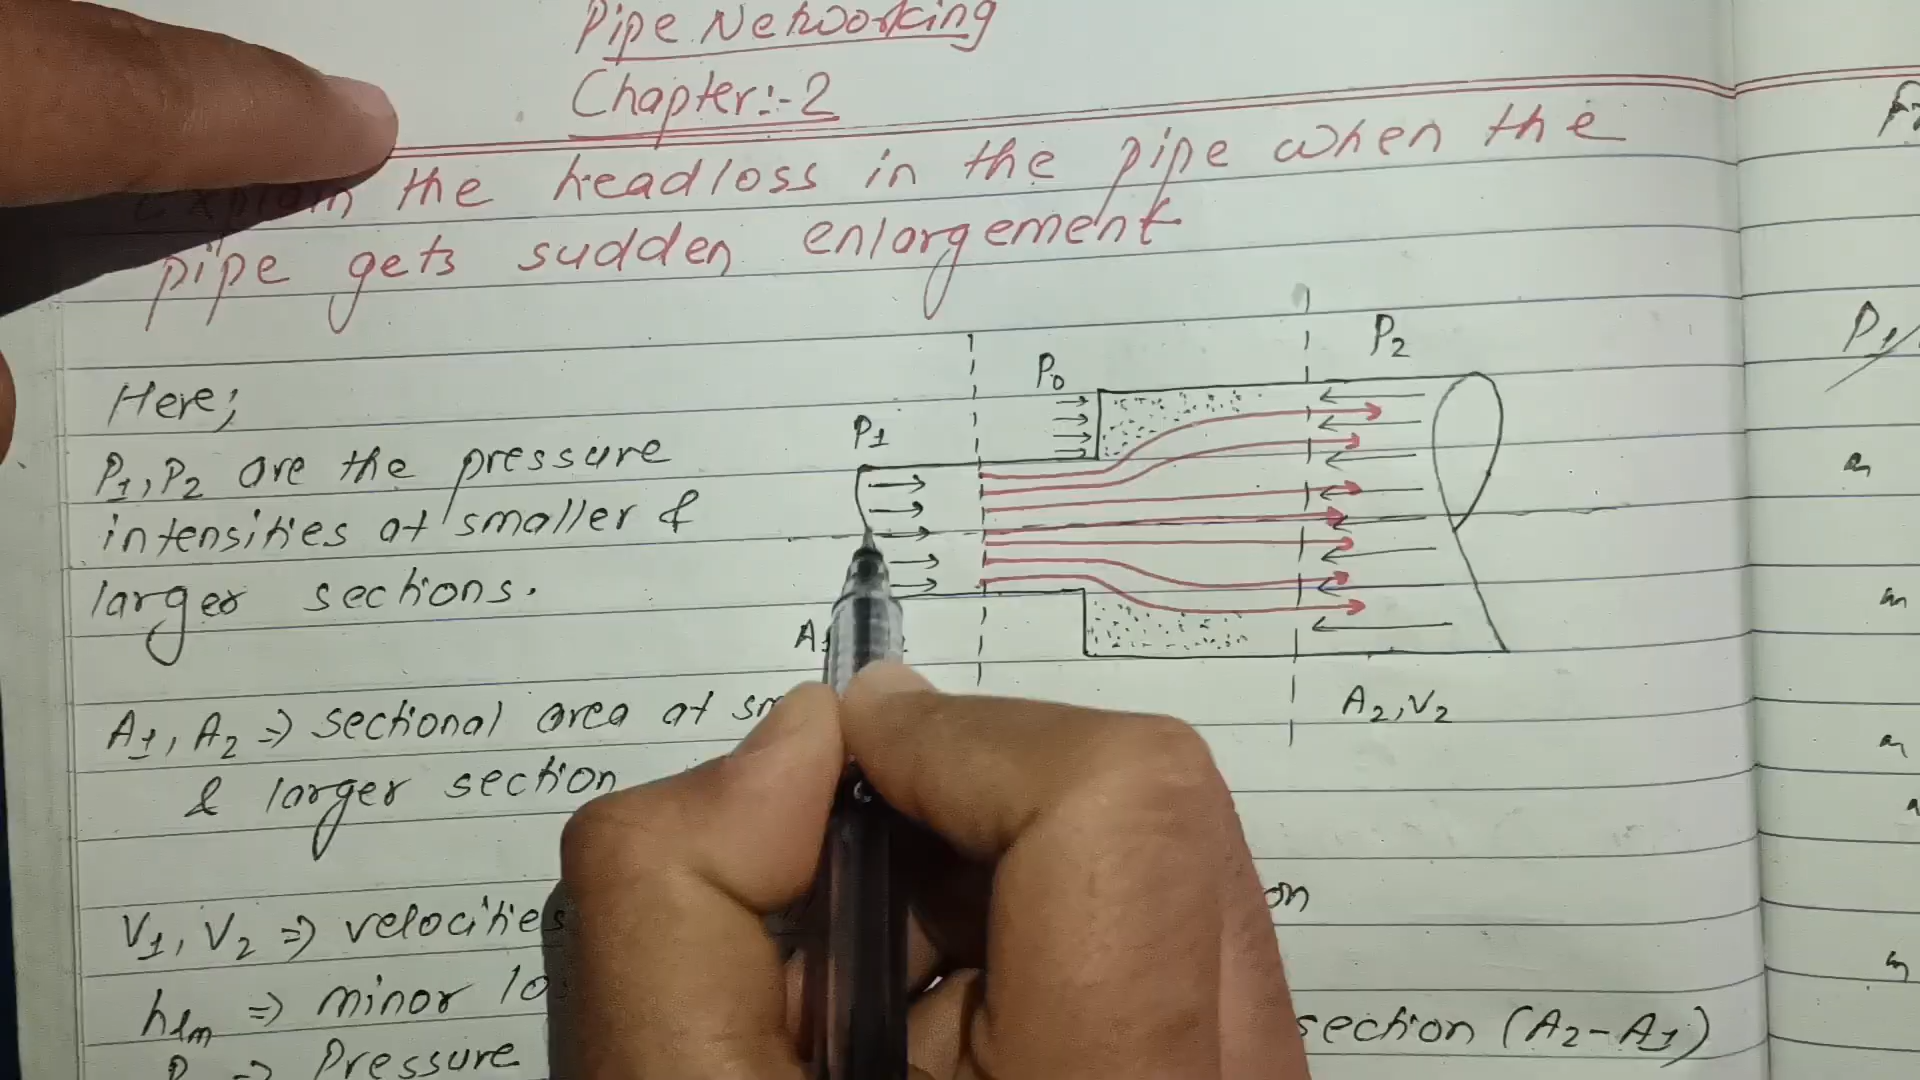 Pipe Networking
Chapter:-2
Explain the headloss in the pipe when the
pipe gets sudden enlargement
Here;
P1, P2 are the pressure
intensities at smaller &
larger sections.
P1
P0
P2
A2, V2
A1, A2 => sectional area at
& larger section
V1, V2 => velocities
on
hlm => minor
=> Pressure
section (A2-A1)
P1/